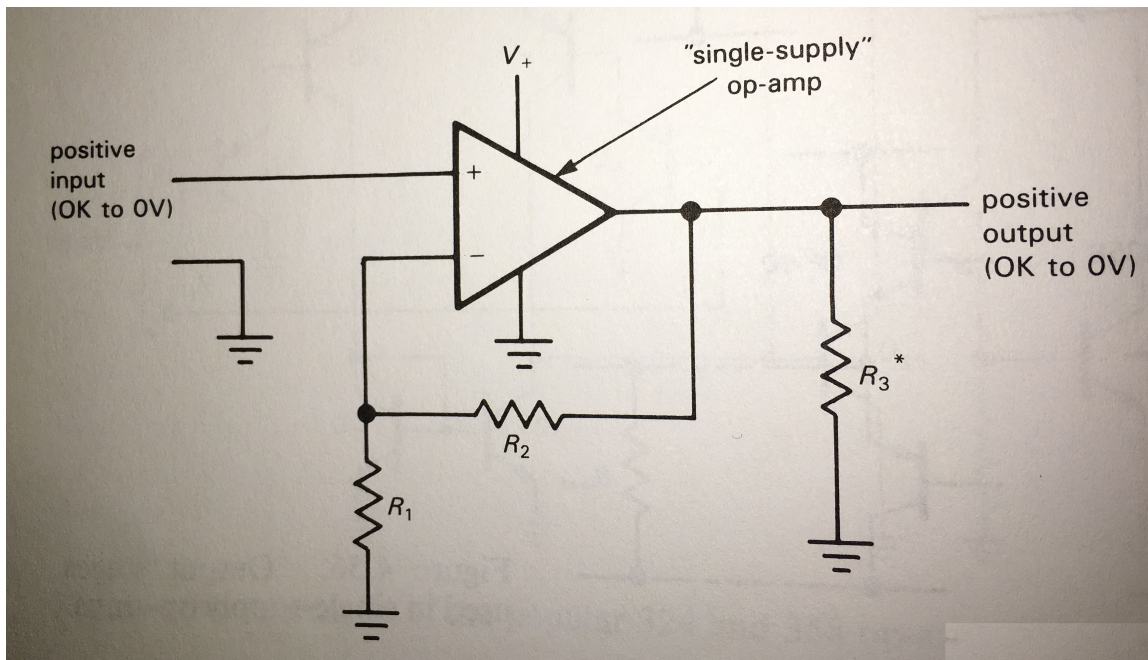 V+
"single-supply"
op-amp
positive
input
(OK to 0V)
+
−
positive
output
(OK to 0V)
R3*
R2
R1